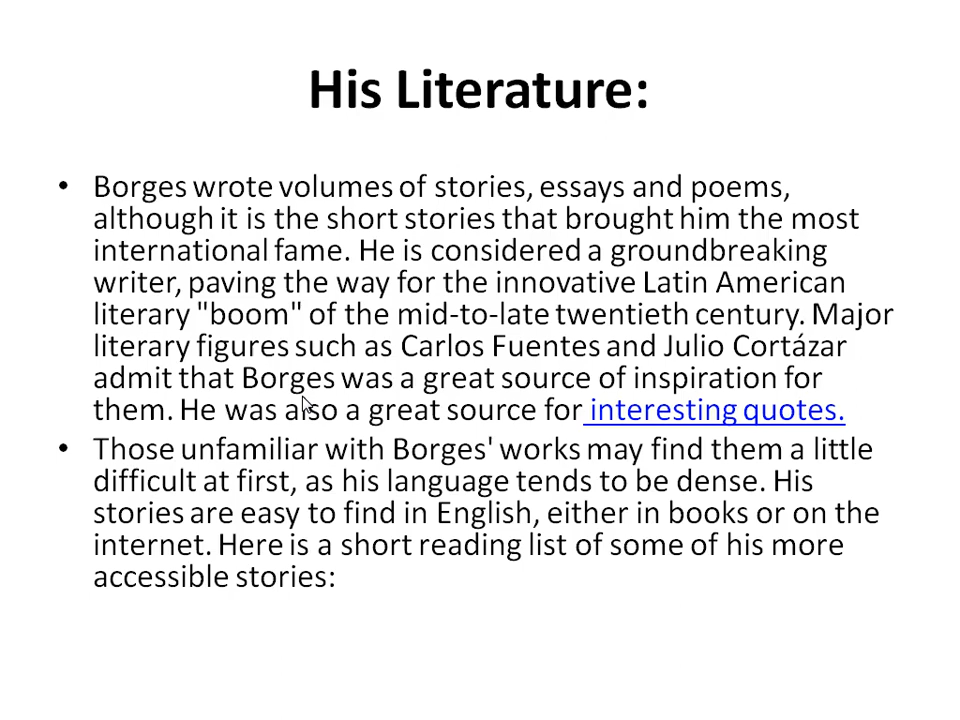 His Literature:
• Borges wrote volumes of stories, essays and poems,
although it is the short stories that brought him the most
international fame. He is considered a groundbreaking
writer, paving the way for the innovative Latin American
literary "boom" of the mid-to-late twentieth century. Major
literary figures such as Carlos Fuentes and Julio Cortázar
admit that Borges was a great source of inspiration for
them. He was also a great source for interesting quotes.
• Those unfamiliar with Borges' works may find them a little
difficult at first, as his language tends to be dense. His
stories are easy to find in English, either in books or on the
internet. Here is a short reading list of some of his more
accessible stories: